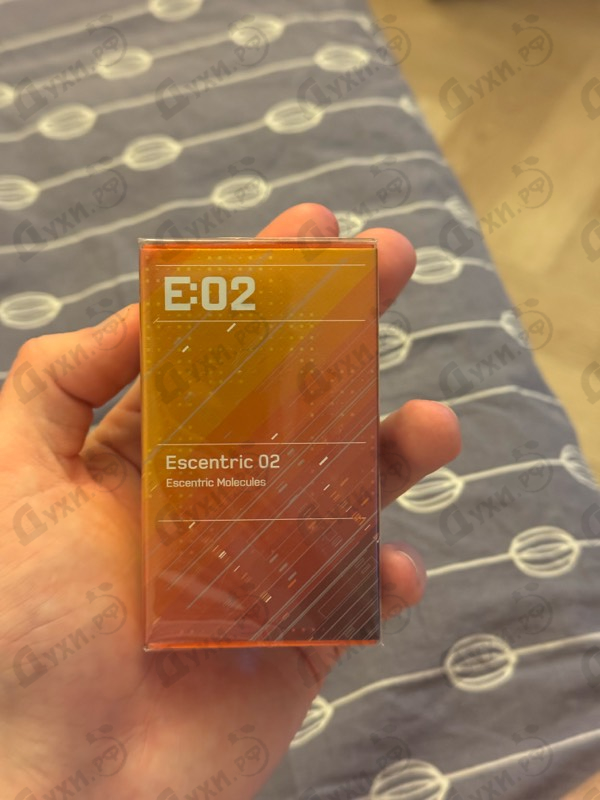 E:02
Escentric 02
Escentric Molecules
Духи.рф